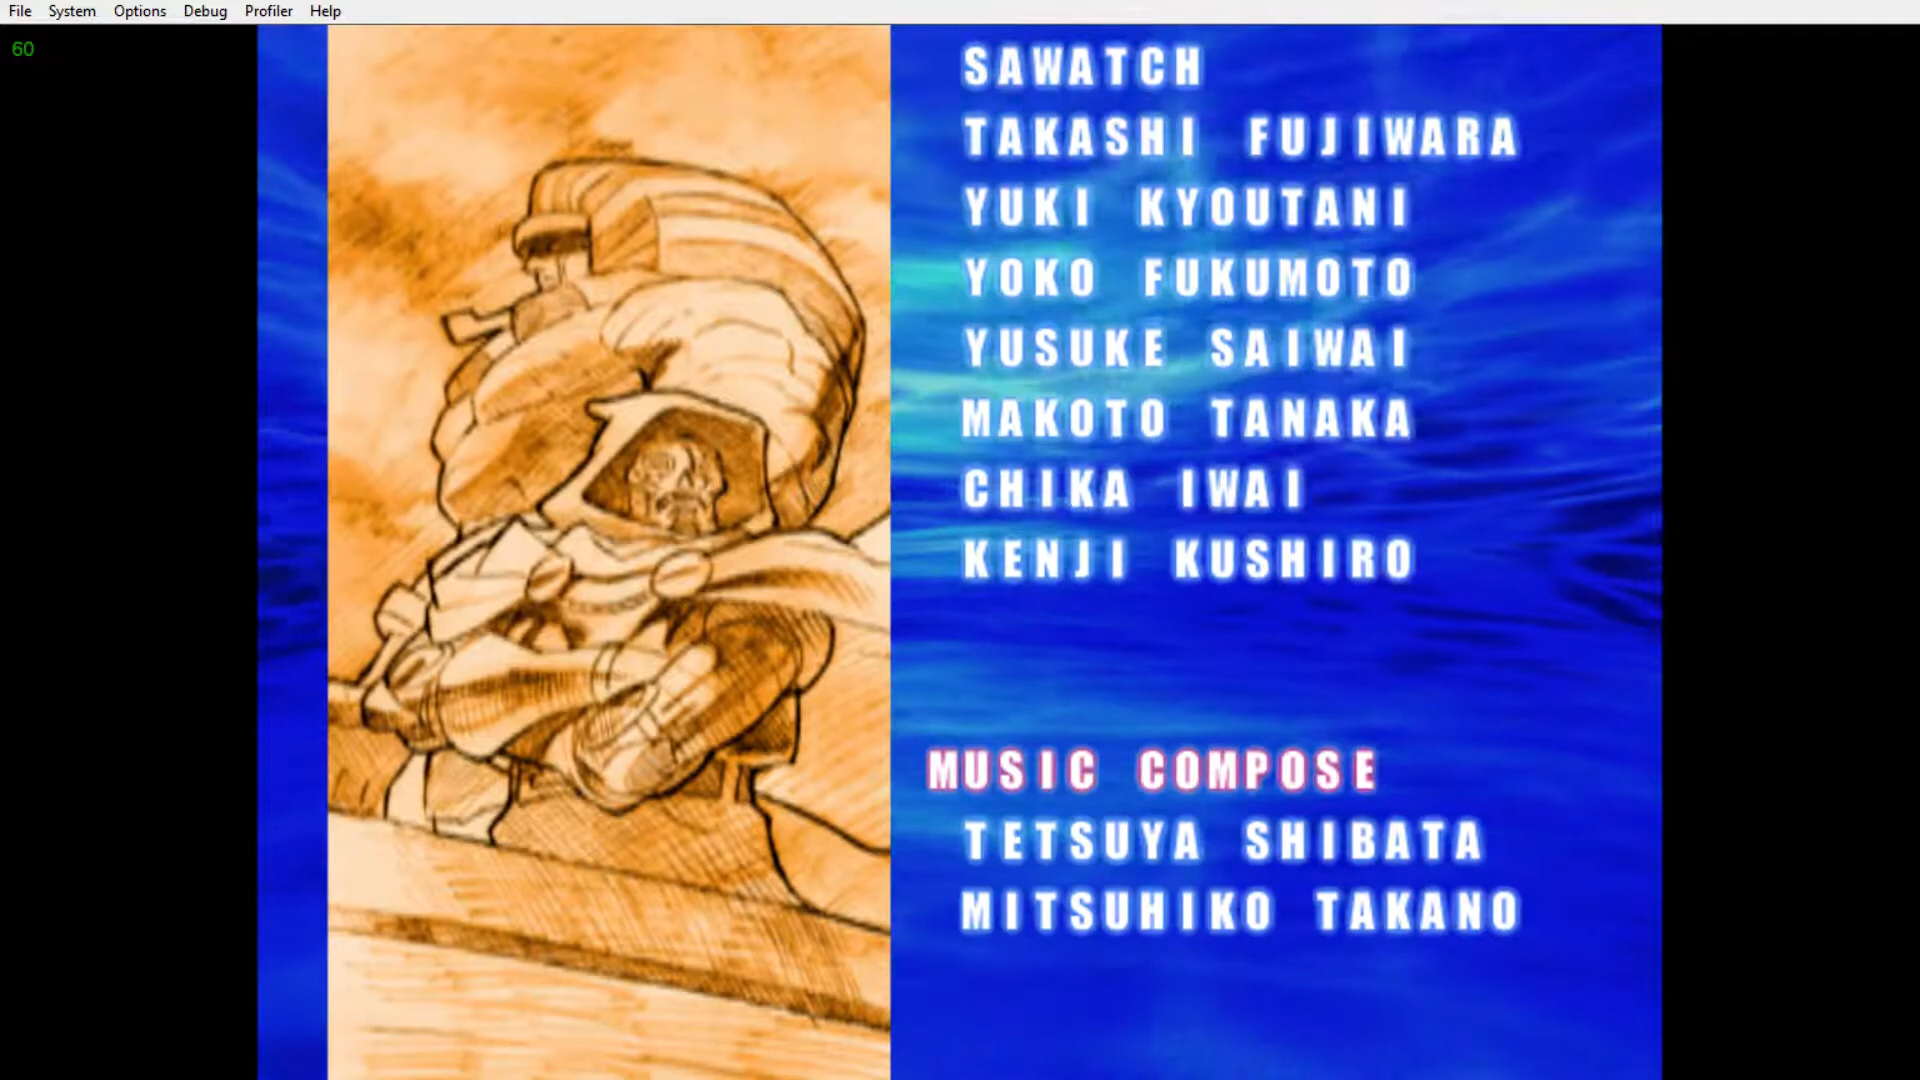 File System Options Debug Profiler Help
60
SAWATCH
TAKASHI FUJIWARA
YUKI KYOUTANI
YOKO FUKUMOTO
YUSUKE SAIWAI
MAKOTO TANAKA
CHIKA IWAI
KENJI KUSHIRO
MUSIC COMPOSE
TETSUYA SHIBATA
MITSUHIKO TAKANO